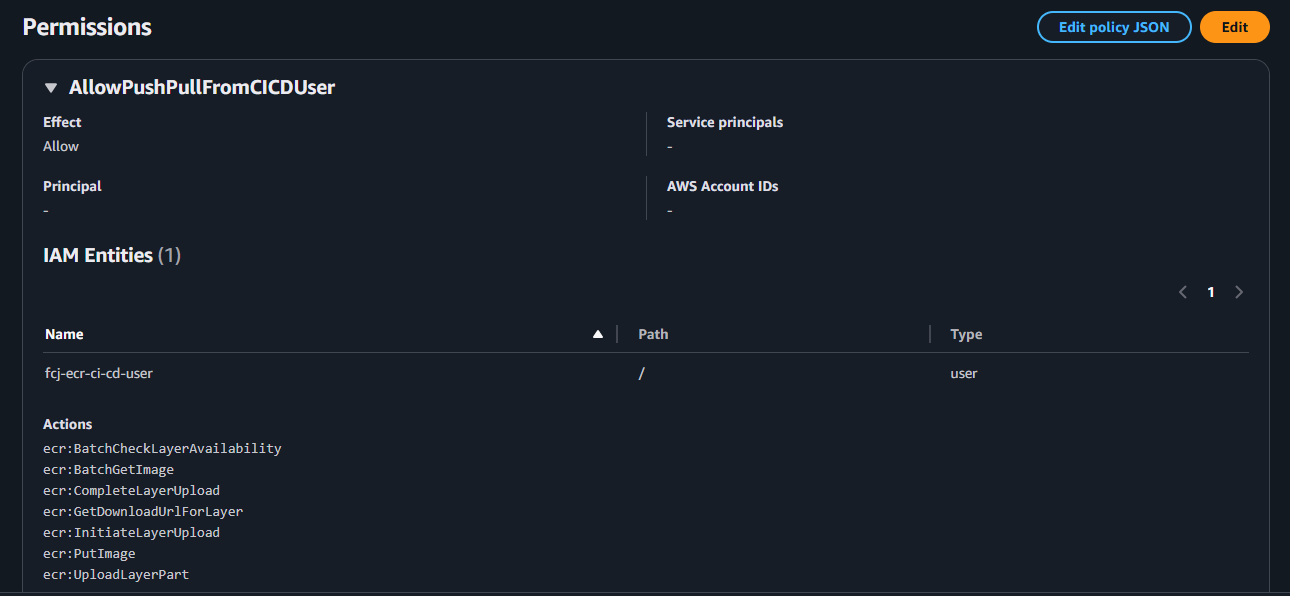 Permissions
Edit policy JSON
Edit
AllowPushPullFromCICDUser
Effect
Allow
Service principals
-
Principal
-
AWS Account IDs
-
IAM Entities (1)
1
Name
Path
Type
fcj-ecr-ci-cd-user
/
user
Actions
ecr:BatchCheckLayerAvailability
ecr:BatchGetImage
ecr:CompleteLayerUpload
ecr:GetDownloadUrlForLayer
ecr:InitiateLayerUpload
ecr:PutImage
ecr:UploadLayerPart